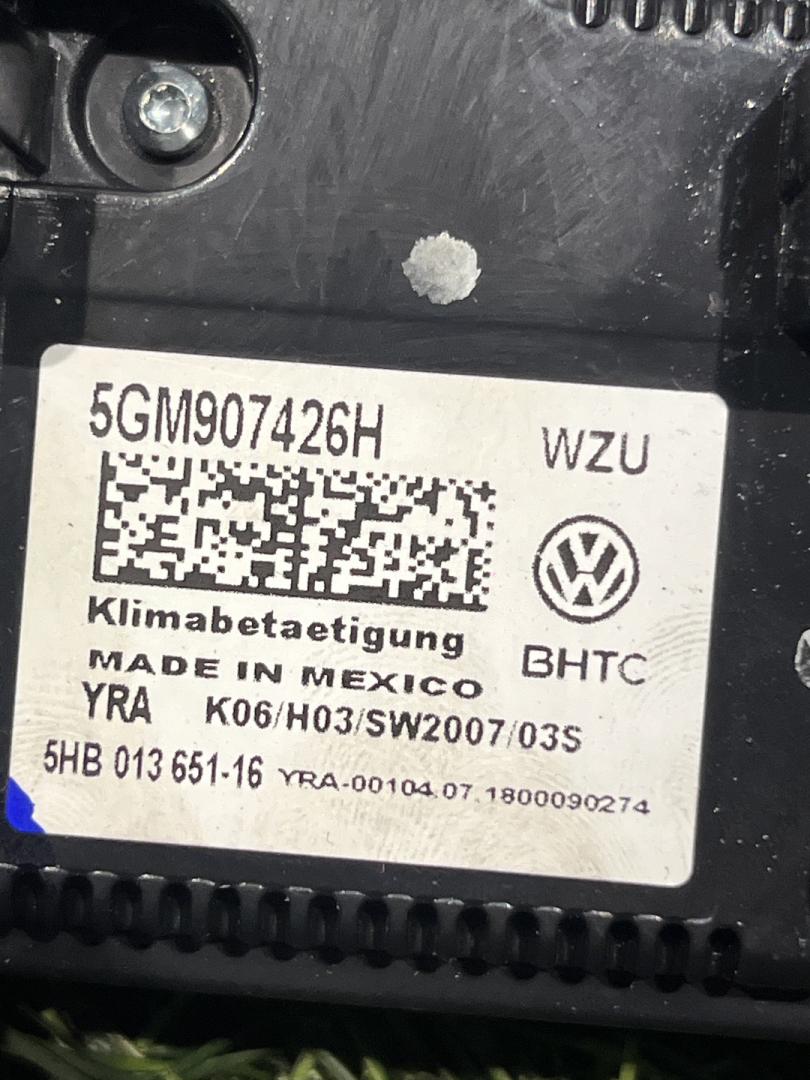 5GM907426H
WZU
Klimabetaetigung
BHTC
MADE IN MEXICO
YRA K06/H03/SW2007/03S
5HB 013 651-16 YRA-00104.07.1800090274